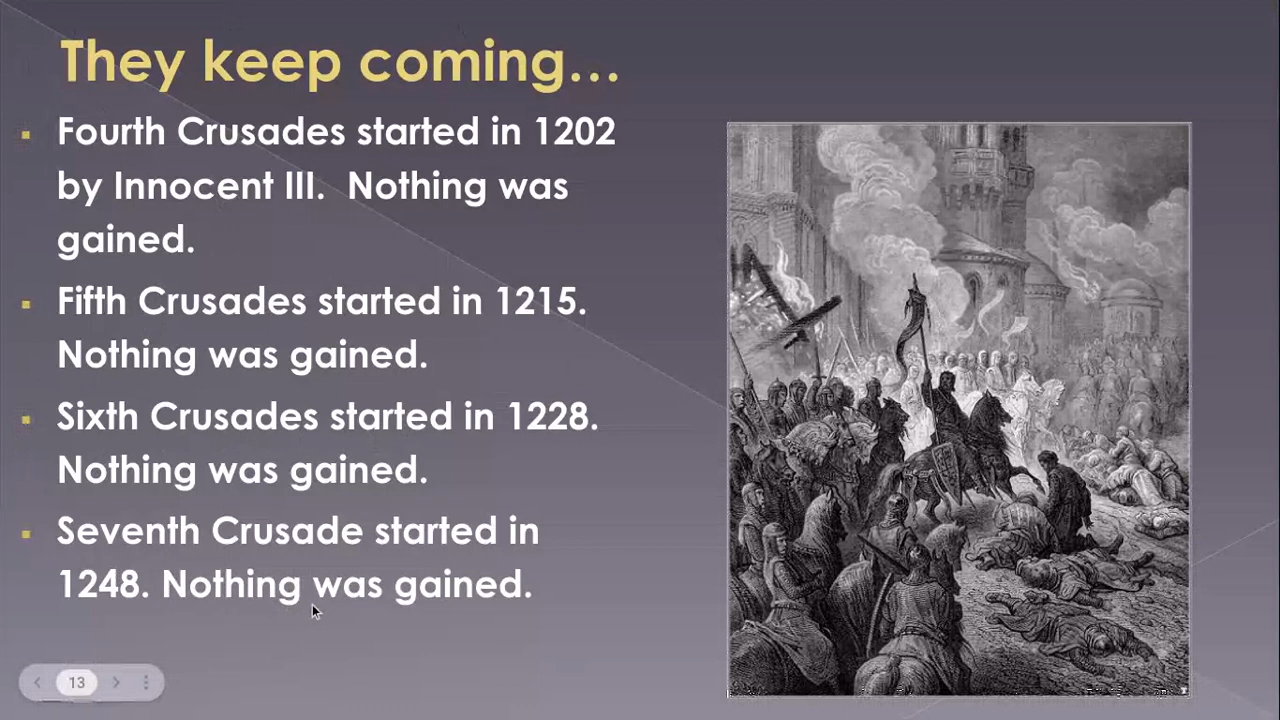 They keep coming…
Fourth Crusades started in 1202
by Innocent III.  Nothing was
gained.
Fifth Crusades started in 1215.
Nothing was gained.
Sixth Crusades started in 1228.
Nothing was gained.
Seventh Crusade started in
1248. Nothing was gained.
13